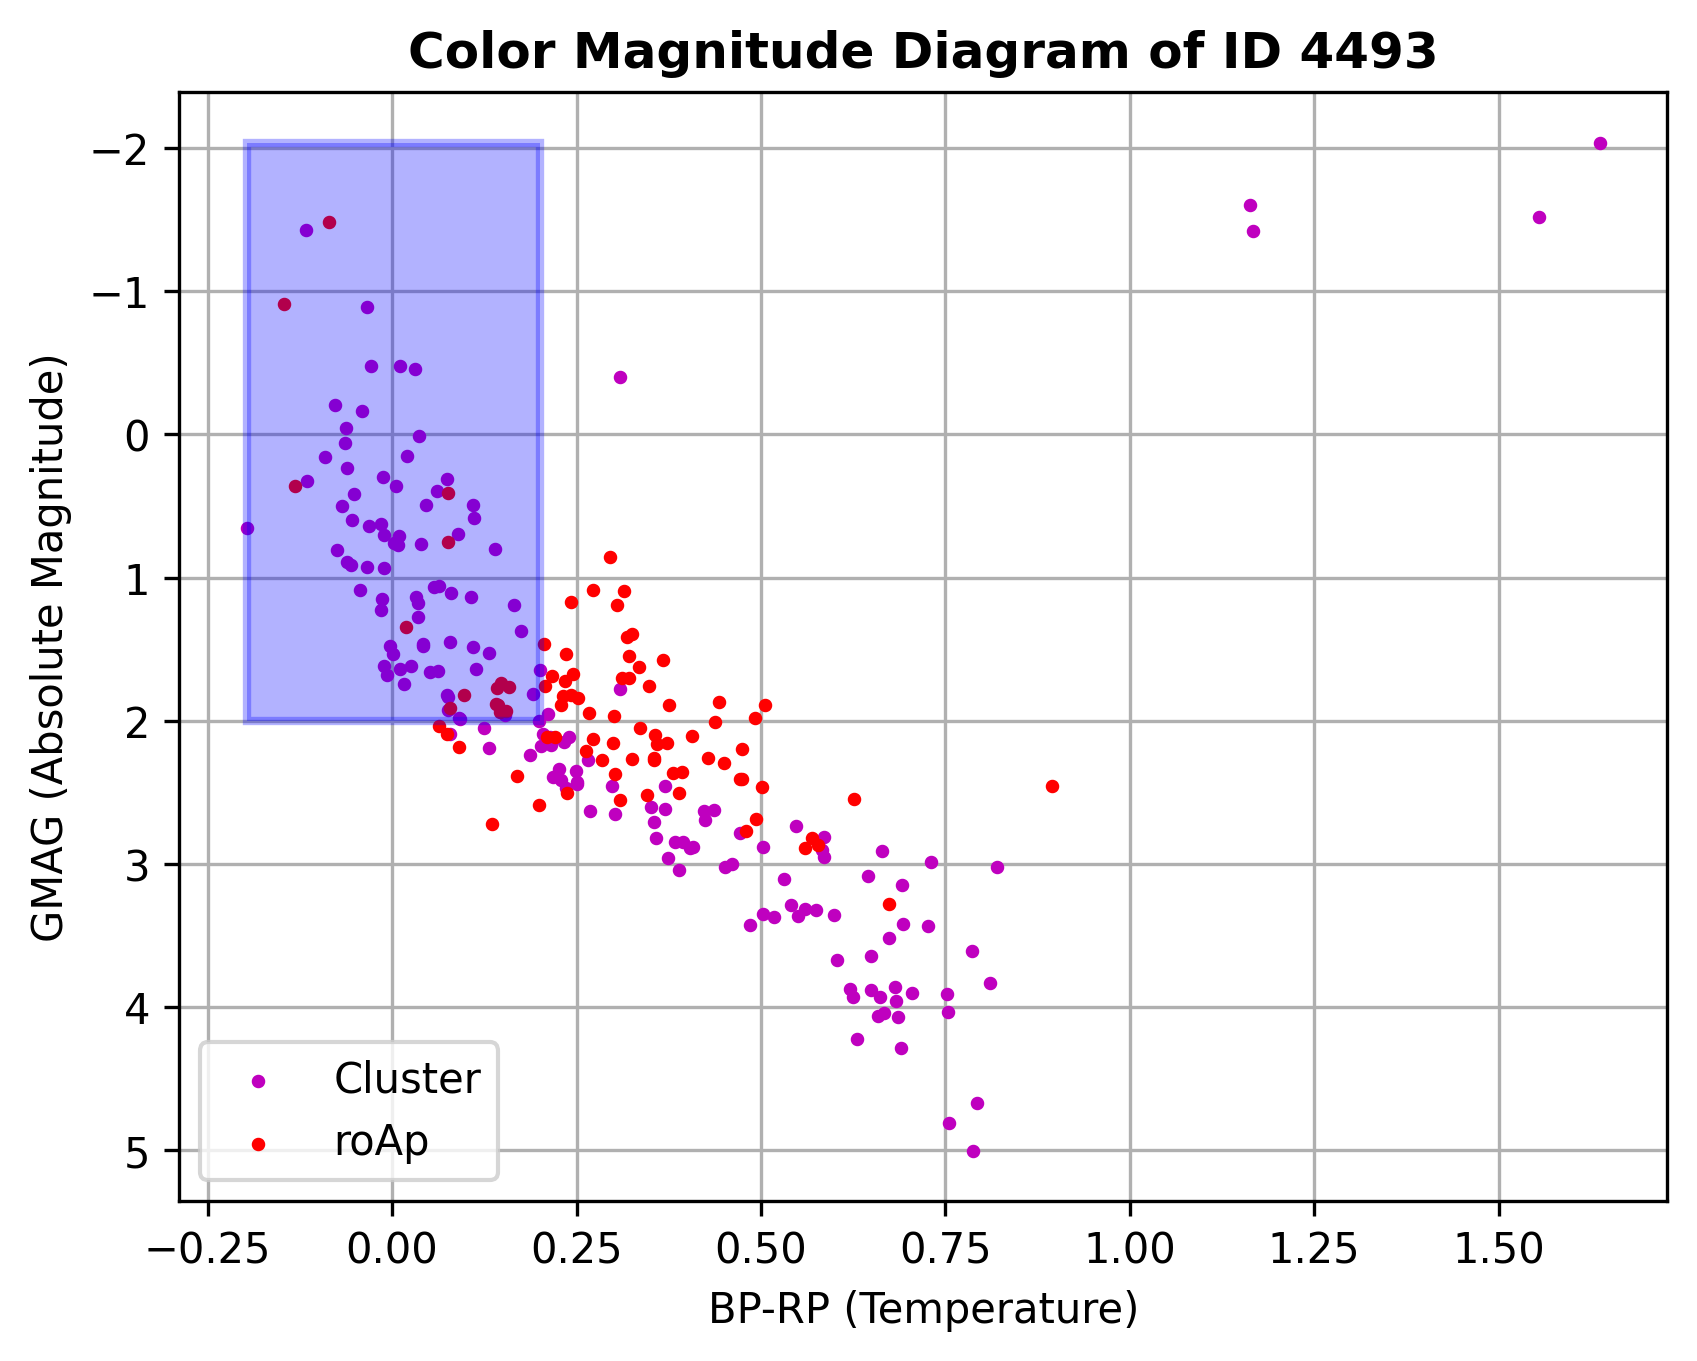 Color Magnitude Diagram of ID 4493
GMAG (Absolute Magnitude)
−2
−1
0
1
2
3
4
5
Cluster
roAp
−0.25 0.00 0.25 0.50 0.75 1.00 1.25 1.50
BP-RP (Temperature)